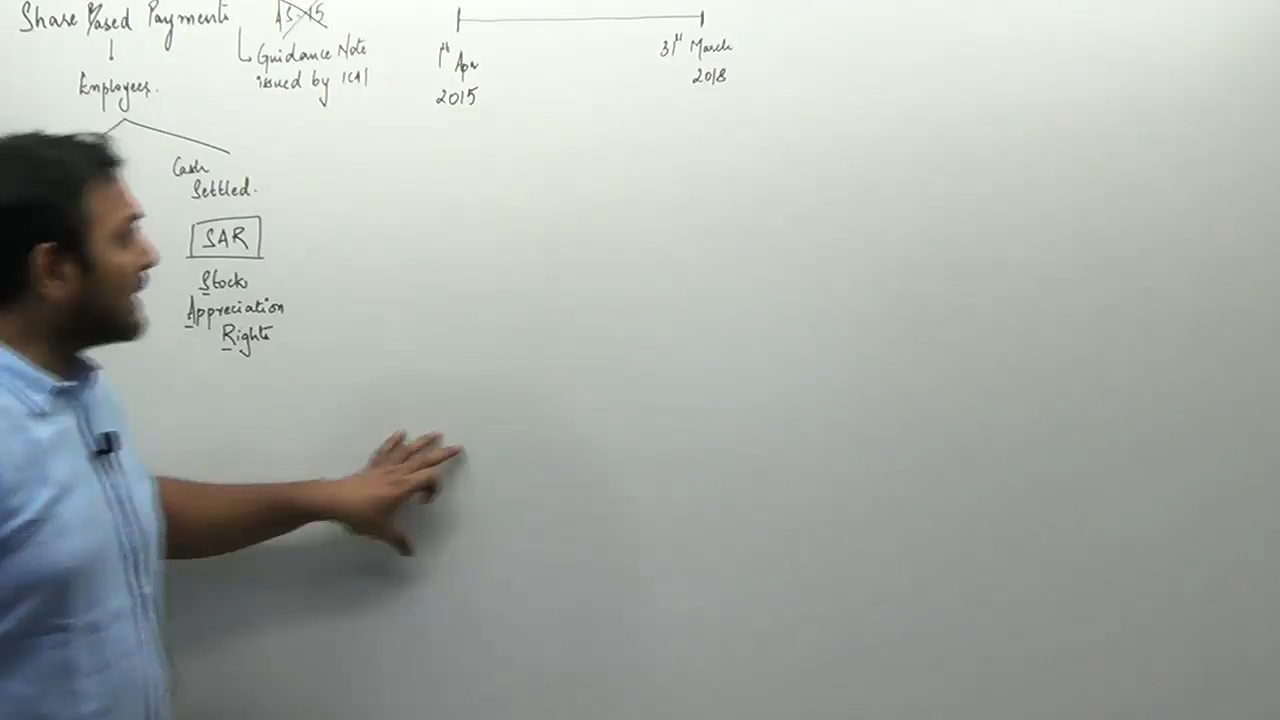 Share Based Payments
AS-15
Guidance Note
issued by ICAI
Employees.
Cash
Settled.
SAR
Stock
Appreciation
Rights
1st Apr
2015
31st March
2018